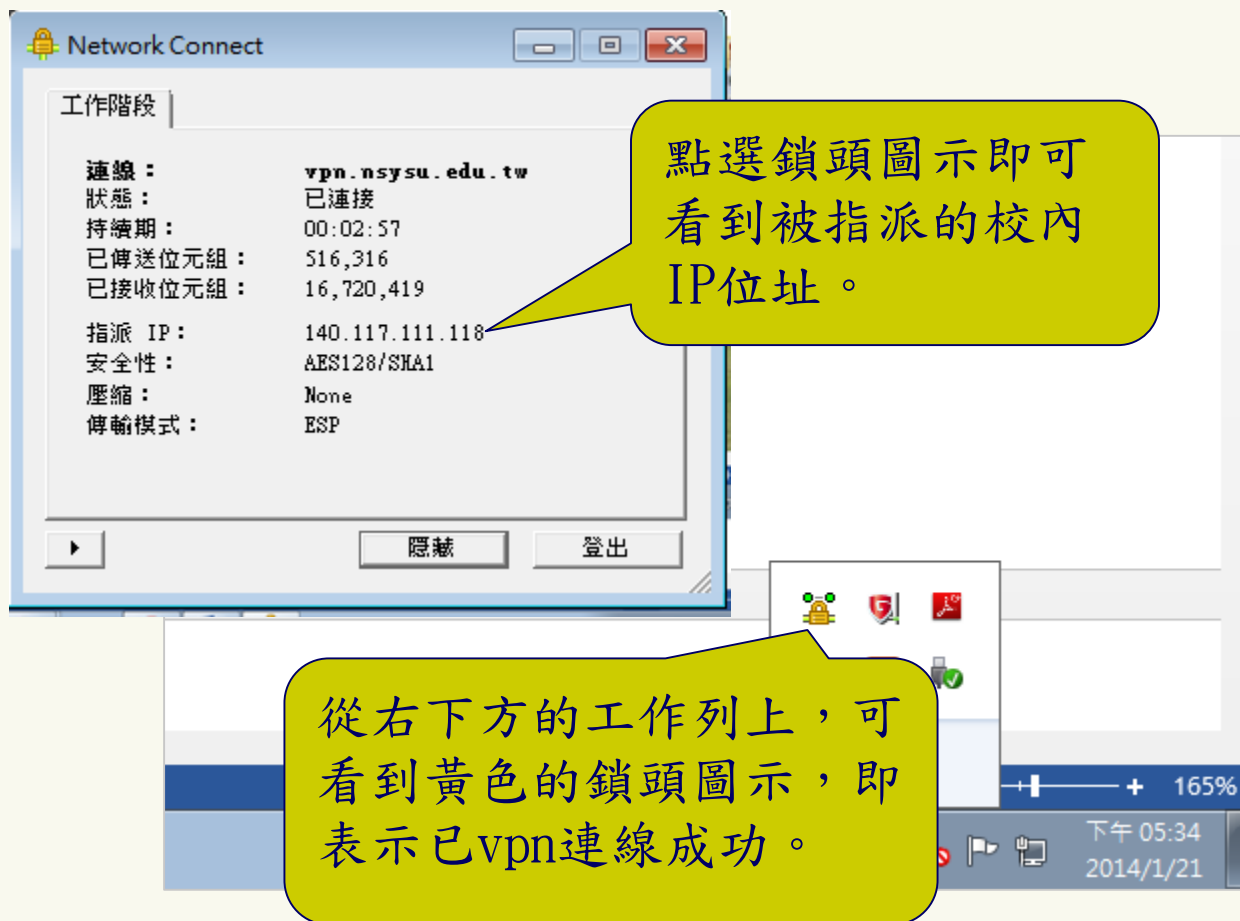 Network Connect
工作階段
連線： vpn.nsysu.edu.tw
狀態： 已連接
持續期： 00:02:57
已傳送位元組： 516,316
已接收位元組： 16,720,419
指派 IP： 140.117.111.118
安全性： AES128/SHA1
壓縮： None
傳輸模式： ESP
隱藏
登出
點選鎖頭圖示即可
看到被指派的校內
IP位址。
從右下方的工作列上，可
看到黃色的鎖頭圖示，即
表示已vpn連線成功。
165%
下午 05:34
2014/1/21